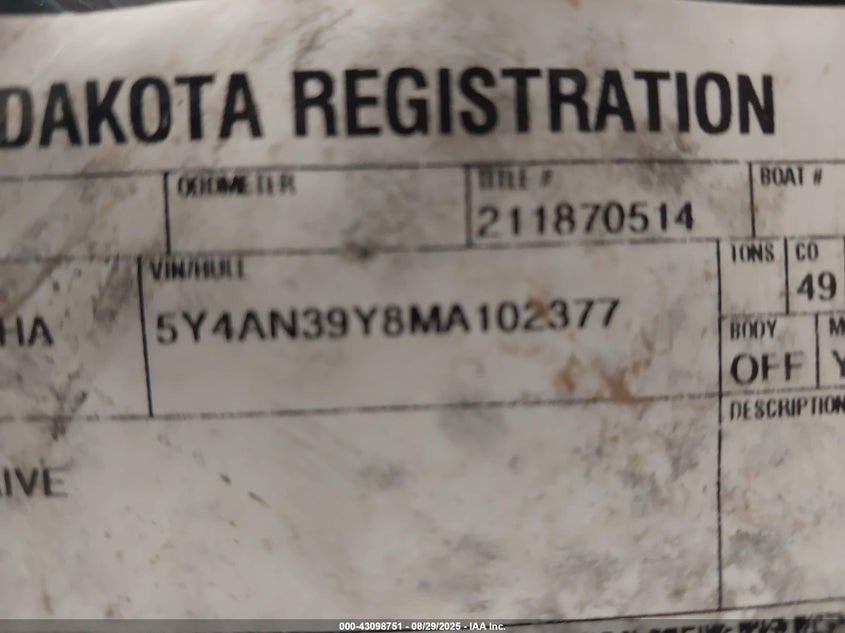 DAKOTA REGISTRATION
ODOMETER
TITLE #
BOAT #
211870514
VIN/HULL
TONS
CO
49
HA
5Y4AN39Y8MA102377
BODY
M
OFF
Y
DESCRIPTION
IVE
000-43098751 - 08/29/2025 - IAA Inc.